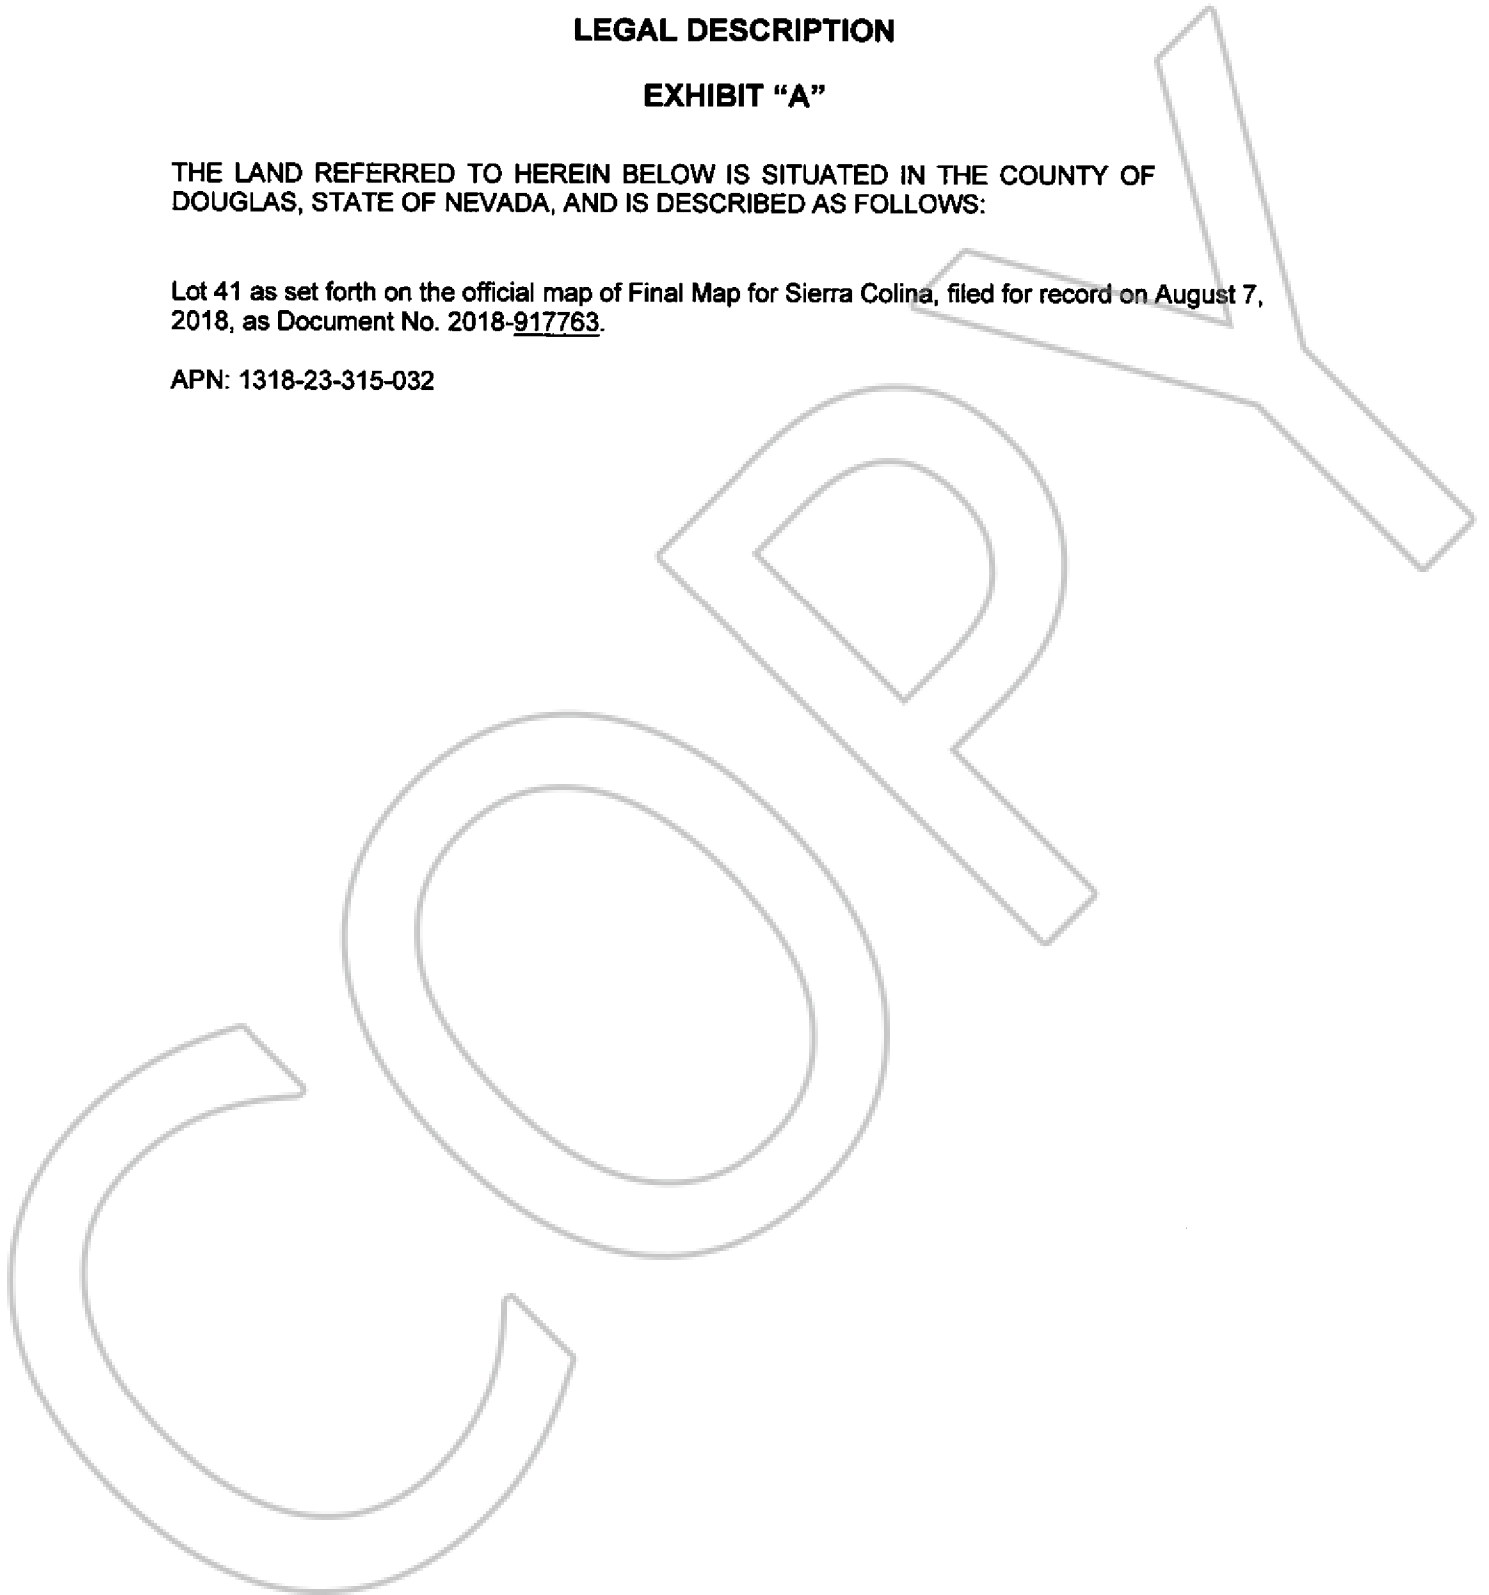 LEGAL DESCRIPTION
EXHIBIT “A”
THE LAND REFERRED TO HEREIN BELOW IS SITUATED IN THE COUNTY OF
DOUGLAS, STATE OF NEVADA, AND IS DESCRIBED AS FOLLOWS:
Lot 41 as set forth on the official map of Final Map for Sierra Colina, filed for record on August 7,
2018, as Document No. 2018-917763.
APN: 1318-23-315-032
COPY